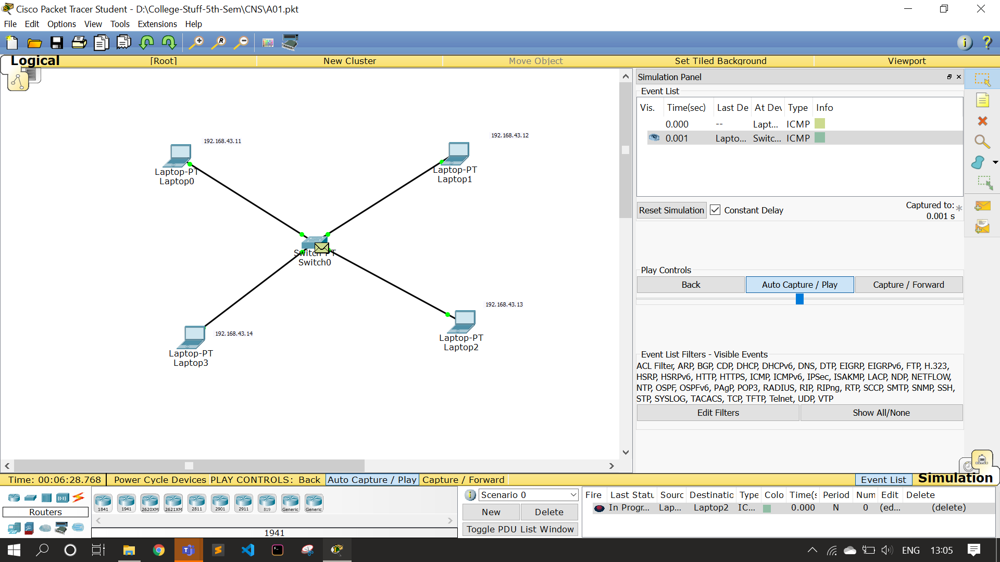 Cisco Packet Tracer Student - D:\College-Stuff-5th-Sem\CNS\A01.pkt
File Edit Options View Tools Extensions Help
Logical [Root] New Cluster Move Object Set Tiled Background Viewport
192.168.43.11
Laptop-PT
Laptop0
192.168.43.12
Laptop-PT
Laptop1
Switch-PT
Switch0
192.168.43.13
Laptop-PT
Laptop2
192.168.43.14
Laptop-PT
Laptop3
Simulation Panel
Event List
Vis. Time(sec) Last De At Dev Type Info
0.000 -- Lapt... ICMP
0.001 Lapto... Switc... ICMP
Reset Simulation Constant Delay Captured to: *
0.001 s
Play Controls
Back Auto Capture / Play Capture / Forward
Event List Filters - Visible Events
ACL Filter, ARP, BGP, CDP, DHCP, DHCPv6, DNS, DTP, EIGRP, EIGRPv6, FTP, H.323,
HSRP, HSRPv6, HTTP, HTTPS, ICMP, ICMPv6, IPSec, ISAKMP, LACP, NDP, NETFLOW,
NTP, OSPF, OSPFv6, PAgP, POP3, RADIUS, RIP, RIPng, RTP, SCCP, SMTP, SNMP, SSH,
STP, SYSLOG, TACACS, TCP, TFTP, Telnet, UDP, VTP
Edit Filters Show All/None
Time: 00:06:28.768 Power Cycle Devices PLAY CONTROLS: Back Auto Capture / Play Capture / Forward Event List Simulation
Routers
1841 1941 2620XM 2621XM 2811 2901 2911 819 Generic Generic
1941
Scenario 0
New Delete
Toggle PDU List Window
Fire Last Statu Sourc Destinatio Type Colo Time(s Period Num Edit Delete
In Progr... Lap... Laptop2 IC... 0.000 N 0 (ed... (delete)
ENG 13:05